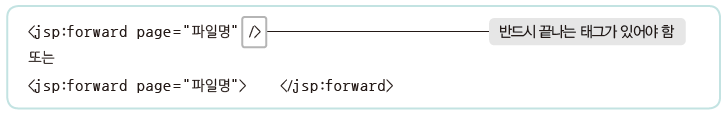 <jsp:forward page="파일명" /> 반드시 끝나는 태그가 있어야 함
또는
<jsp:forward page="파일명"> </jsp:forward>